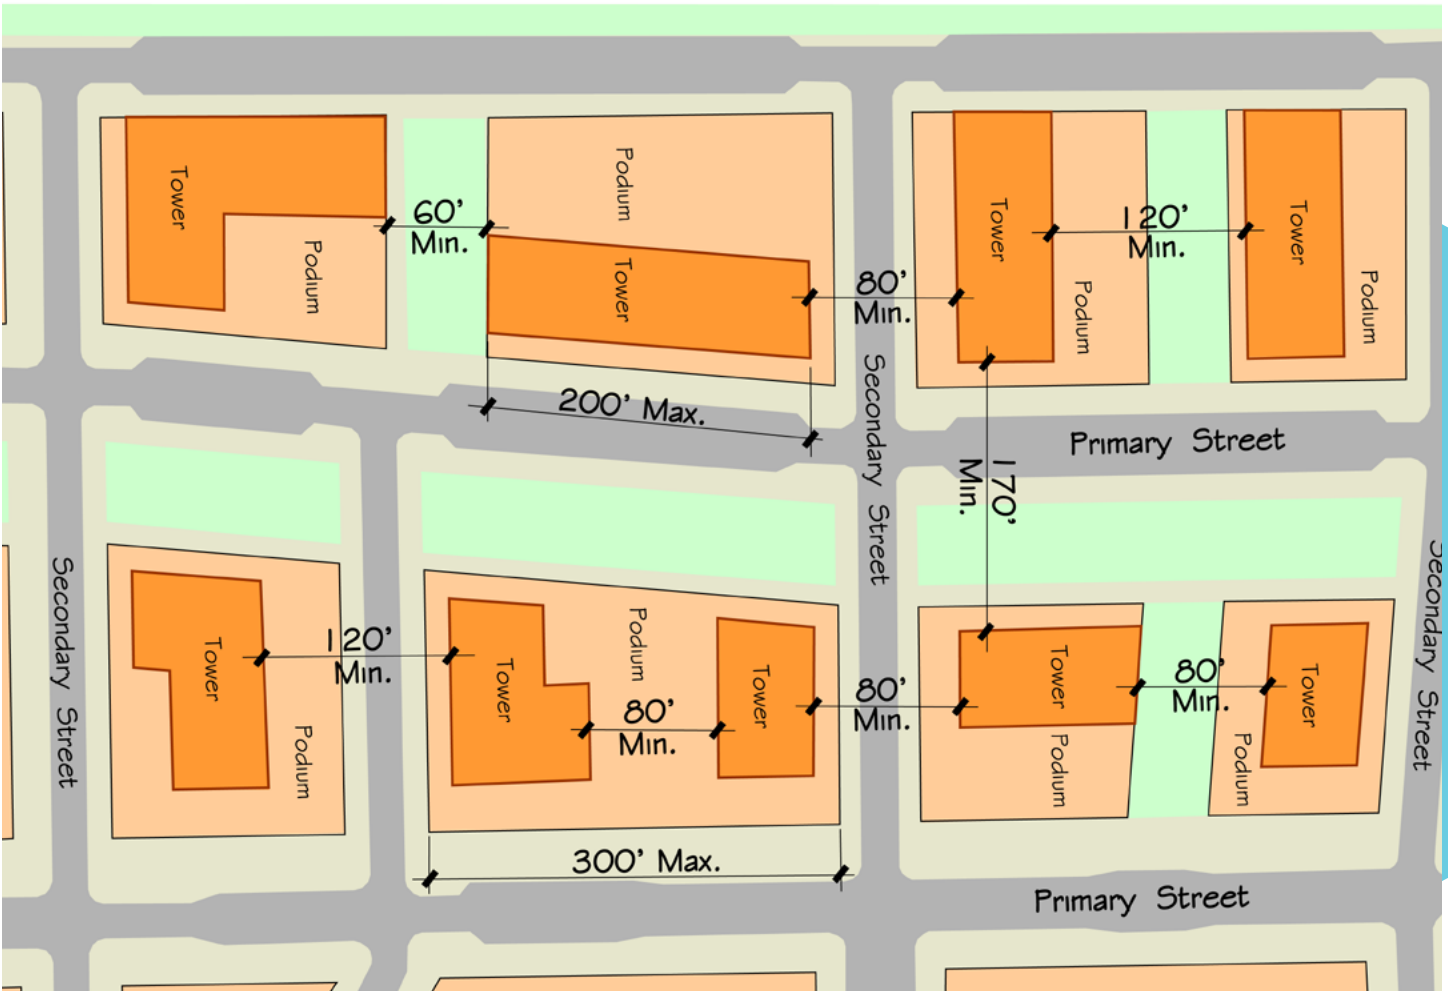 Tower
Podium
60'
Min.
Podium
Tower
80'
Min.
Tower
Podium
120'
Min.
Tower
Podium
200' Max.
Secondary Street
Primary Street
170'
Min.
Secondary Street
Tower
Podium
120'
Min.
Tower
Podium
80'
Min.
Tower
80'
Min.
Tower
Podium
80'
Min.
Podium
Tower
Secondary Street
300' Max.
Primary Street